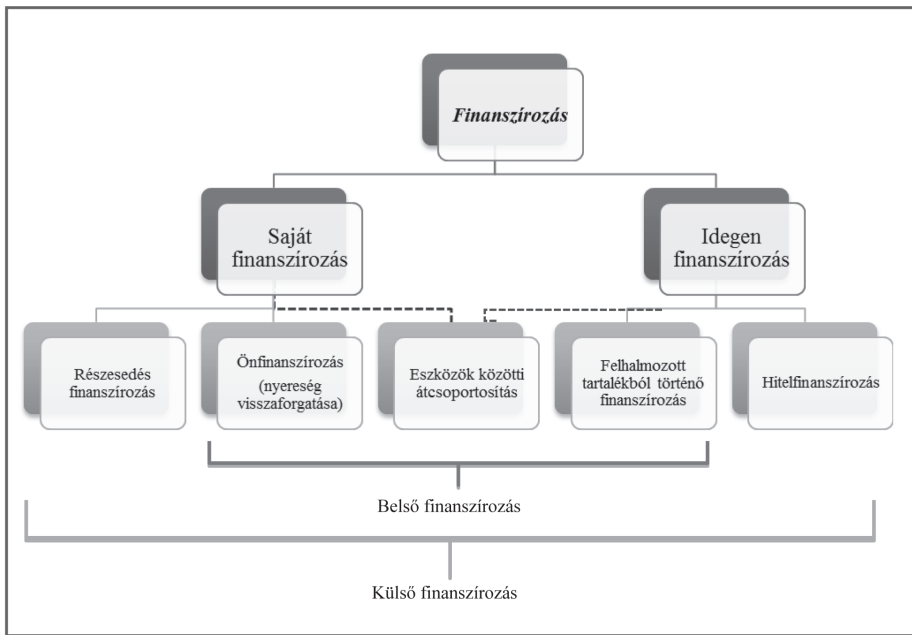 Finanszírozás
Saját
finanszírozás
Idegen
finanszírozás
Részesedés
finanszírozás
Önfinanszírozás
(nyereség
visszaforgatása)
Eszközök közötti
átcsoportosítás
Felhalmozott
tartalékból történő
finanszírozás
Hitelfinanszírozás
Belső finanszírozás
Külső finanszírozás